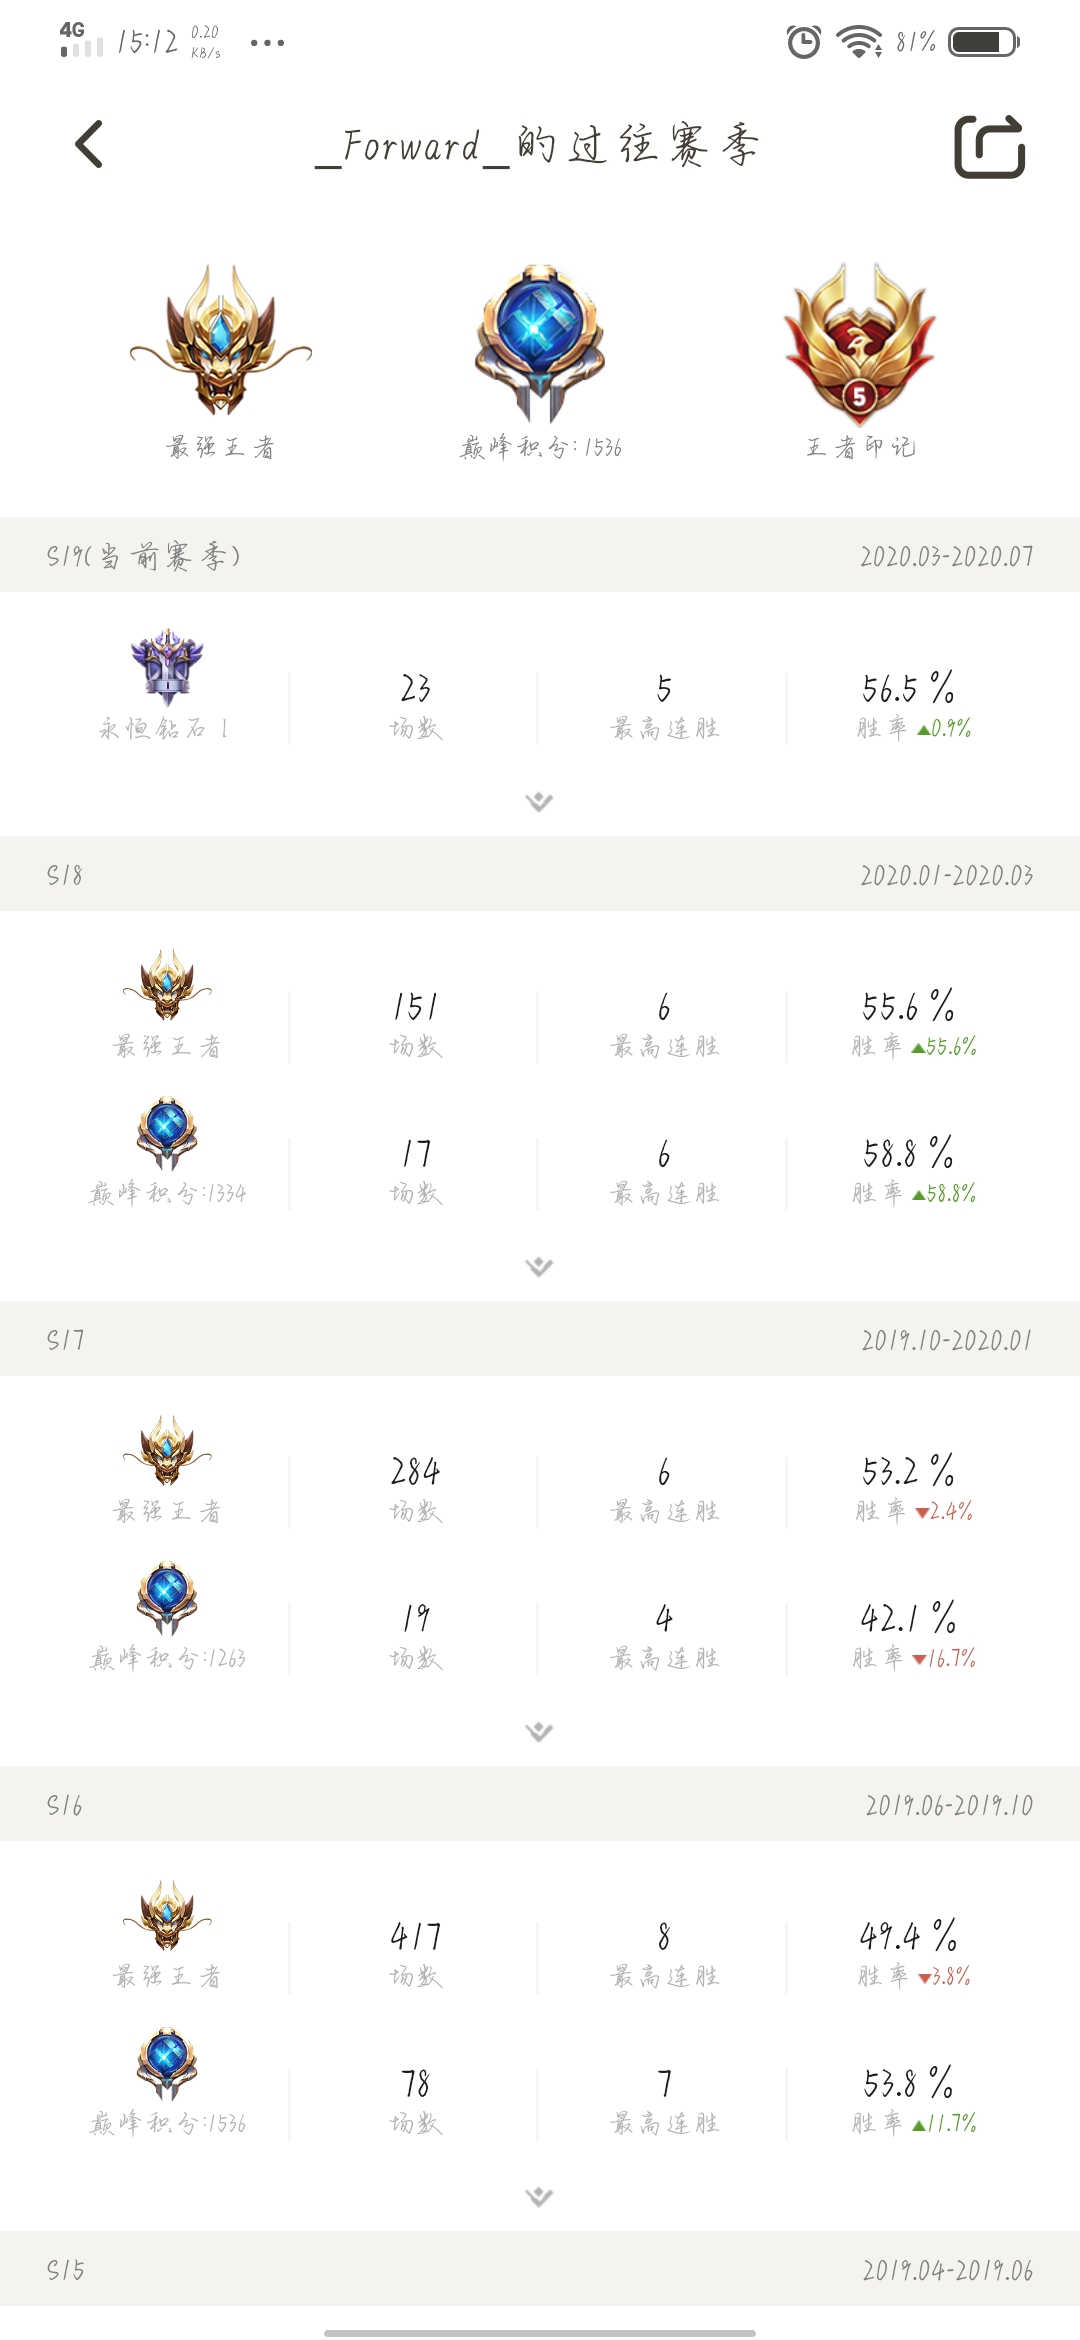 4G 15:12 0.20 KB/s ... 81%
_Forward_的过往赛季
5
最强王者 巅峰积分:1536 王者印记
S19(当前赛季) 2020.03-2020.07
23 5 56.5 %
永恒钻石 I 场数 最高连胜 胜率 ▲0.9%
S18 2020.01-2020.03
151 6 55.6 %
最强王者 场数 最高连胜 胜率 ▲55.6%
17 6 58.8 %
巅峰积分:1334 场数 最高连胜 胜率 ▲58.8%
S17 2019.10-2020.01
284 6 53.2 %
最强王者 场数 最高连胜 胜率 ▼2.4%
19 4 42.1 %
巅峰积分:1263 场数 最高连胜 胜率 ▼16.7%
S16 2019.06-2019.10
417 8 49.4 %
最强王者 场数 最高连胜 胜率 ▼3.8%
78 7 53.8 %
巅峰积分:1536 场数 最高连胜 胜率 ▲11.7%
S15 2019.04-2019.06